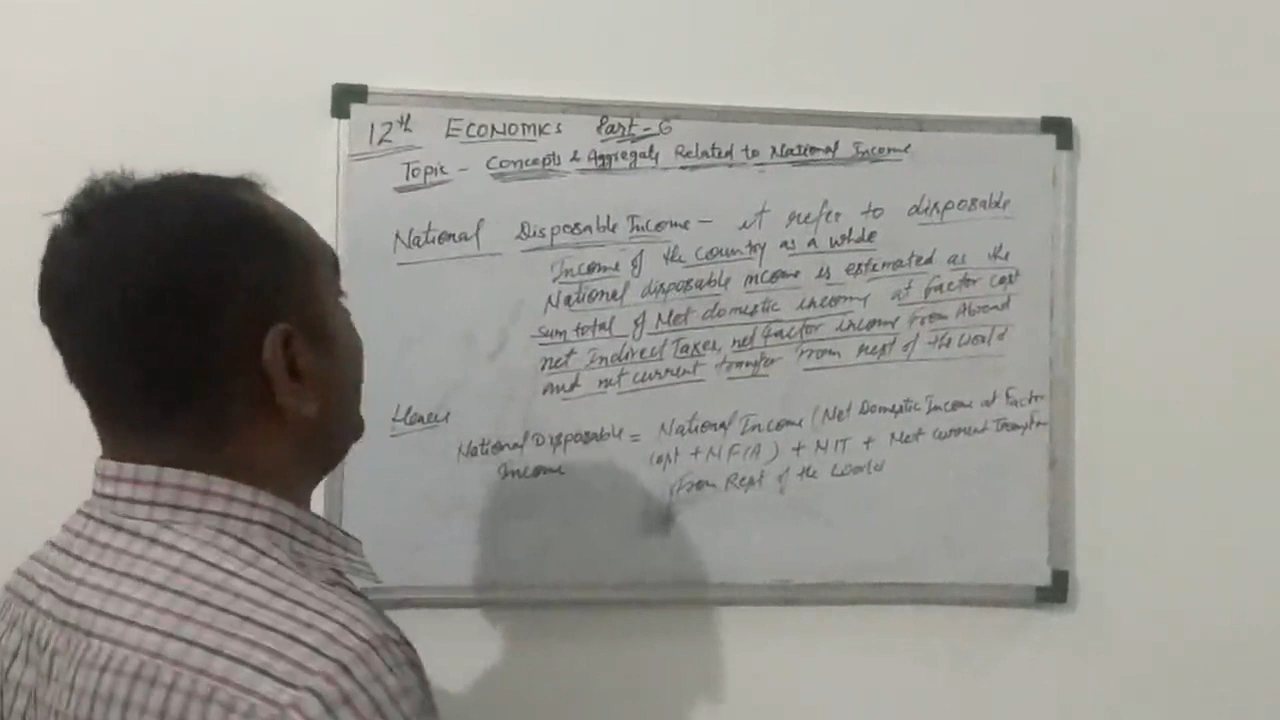 12th ECONOMICS Part-6
Topic - Concepts & Aggregats Related to National Income
National Disposable Income - it refer to disposable
Income of the country as a whole
National disposable income is estimated as the
sum total of Net domestic income at factor cost
net Indirect Taxes, net factor income from Abroad
and net current transfer from rest of the world
Hence
National Disposable Income = National Income (Net Domestic Income at Factor
cost + NFIA) + NIT + Net current Transfer
From Rest of the world